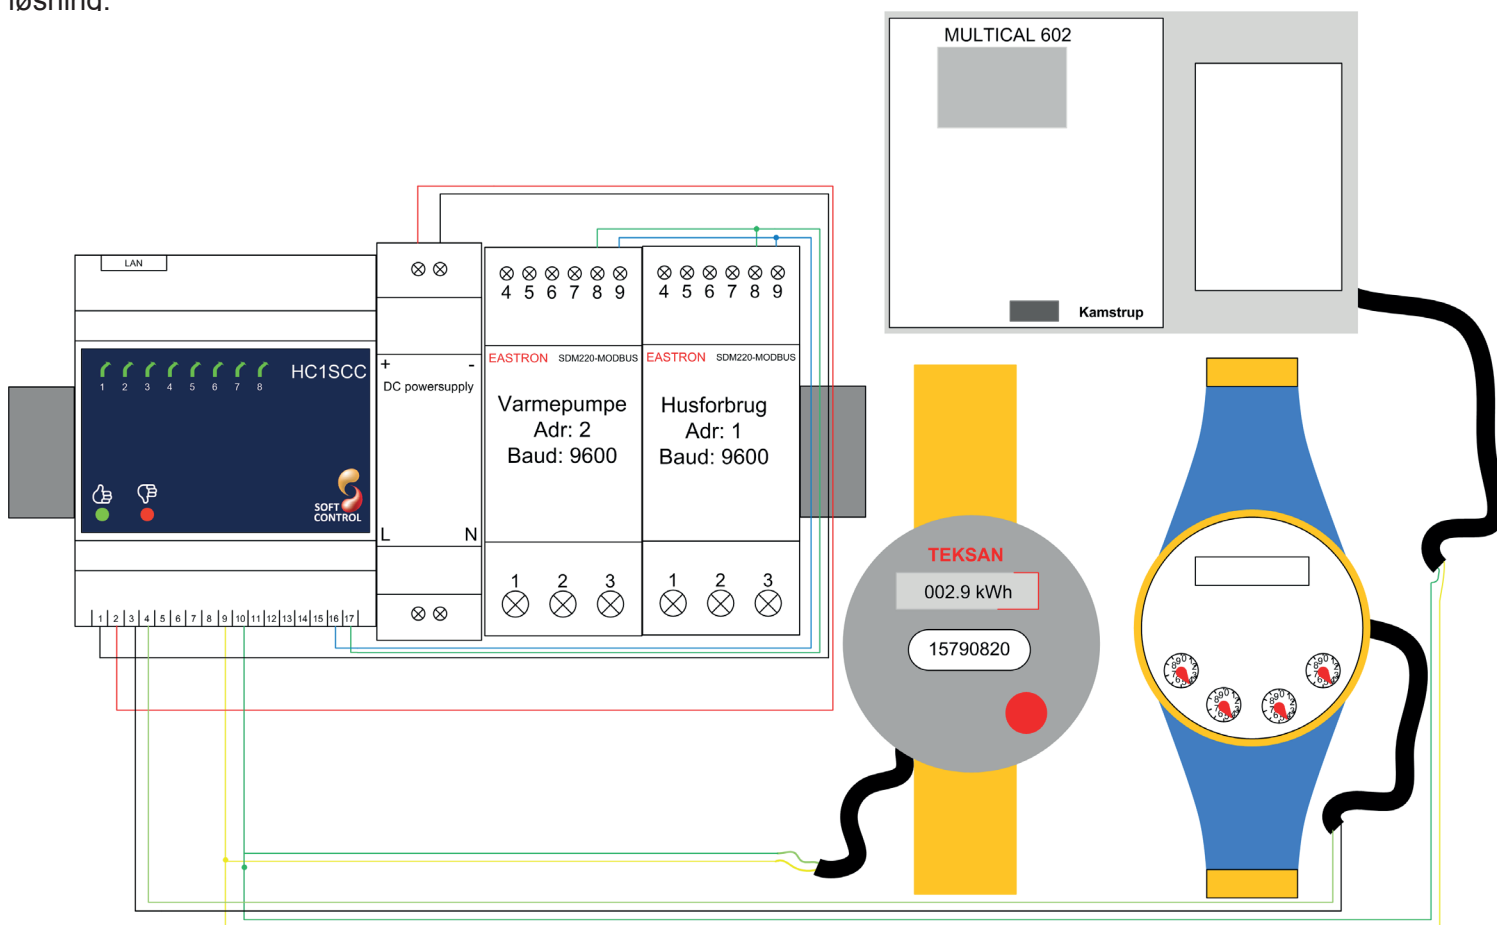 løsning.
MULTICAL 602
Kamstrup
LAN
1 2 3 4 5 6 7 8
HC1SCC
SOFT
CONTROL
1 2 3 4 5 6 7 8 9 10 11 12 13 14 15 16 17
+ -
DC powersupply
L N
4 5 6 7 8 9
EASTRON SDM220-MODBUS
Varmepumpe
Adr: 2
Baud: 9600
1 2 3
4 5 6 7 8 9
EASTRON SDM220-MODBUS
Husforbrug
Adr: 1
Baud: 9600
1 2 3
TEKSAN
002.9 kWh
15790820